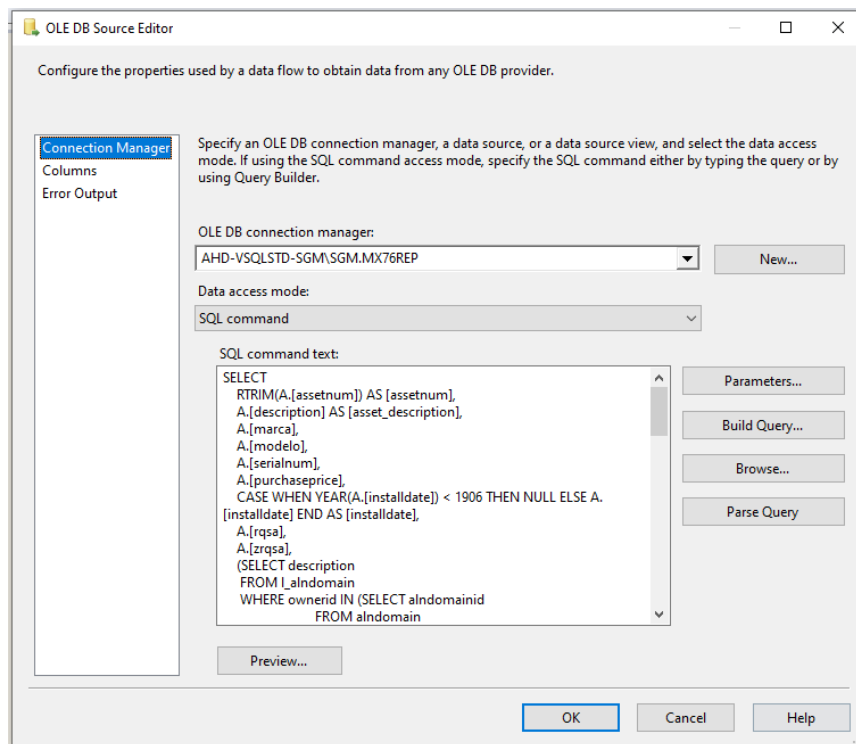 OLE DB Source Editor
Configure the properties used by a data flow to obtain data from any OLE DB provider.
Connection Manager
Columns
Error Output
Specify an OLE DB connection manager, a data source, or a data source view, and select the data access
mode. If using the SQL command access mode, specify the SQL command either by typing the query or by
using Query Builder.
OLE DB connection manager:
AHD-VSQLSTD-SGM\SGM.MX76REP
New...
Data access mode:
SQL command
SQL command text:
SELECT
RTRIM(A.[assetnum]) AS [assetnum],
A.[description] AS [asset_description],
A.[marca],
A.[modelo],
A.[serialnum],
A.[purchaseprice],
CASE WHEN YEAR(A.[installdate]) < 1906 THEN NULL ELSE A.
[installdate] END AS [installdate],
A.[rqsa],
A.[zrqsa],
(SELECT description
FROM l_alndomain
WHERE ownerid IN (SELECT alndomainid
FROM alndomain
Parameters...
Build Query...
Browse...
Parse Query
Preview...
OK
Cancel
Help